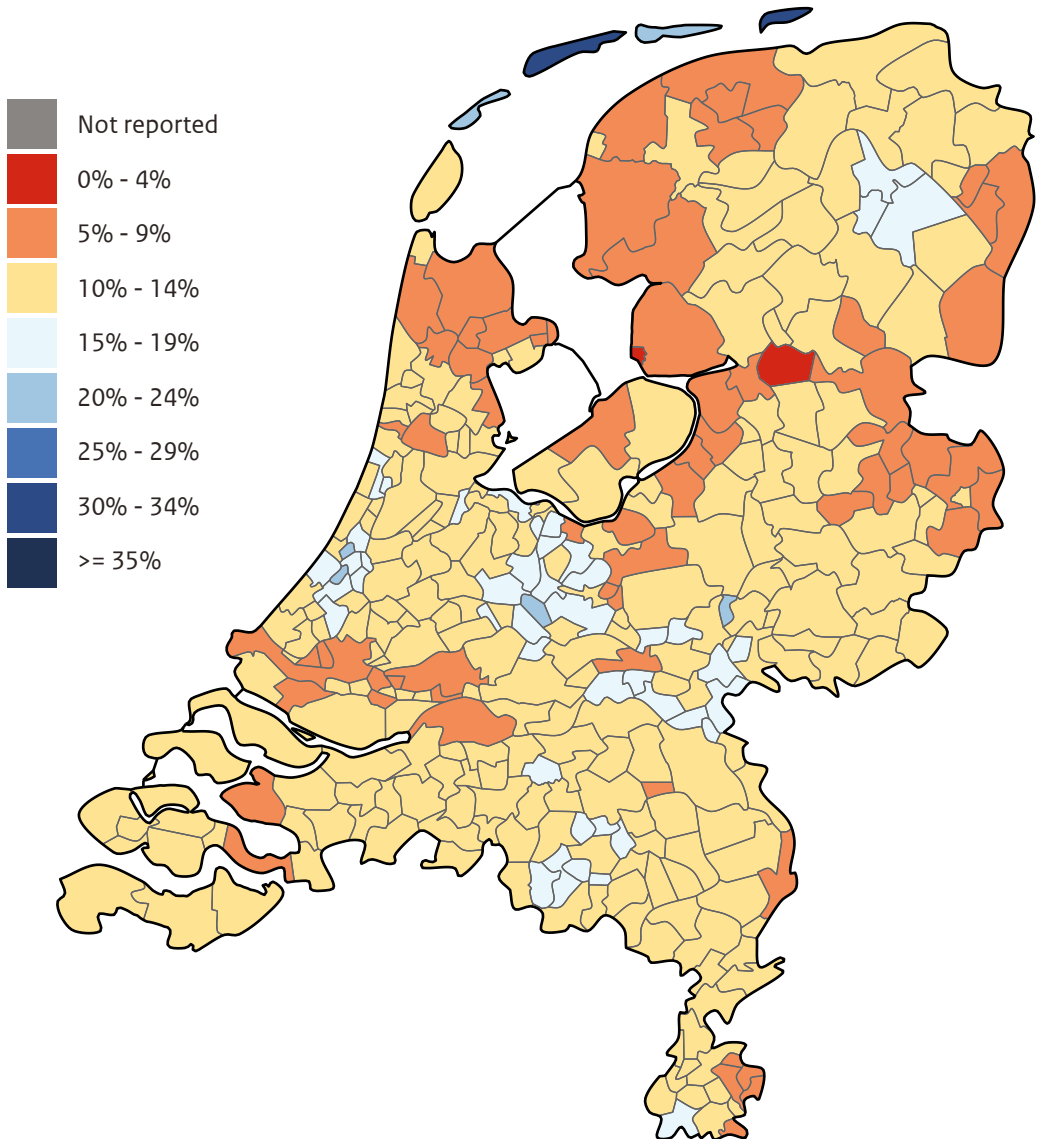 Not reported
0% - 4%
5% - 9%
10% - 14%
15% - 19%
20% - 24%
25% - 29%
30% - 34%
>= 35%